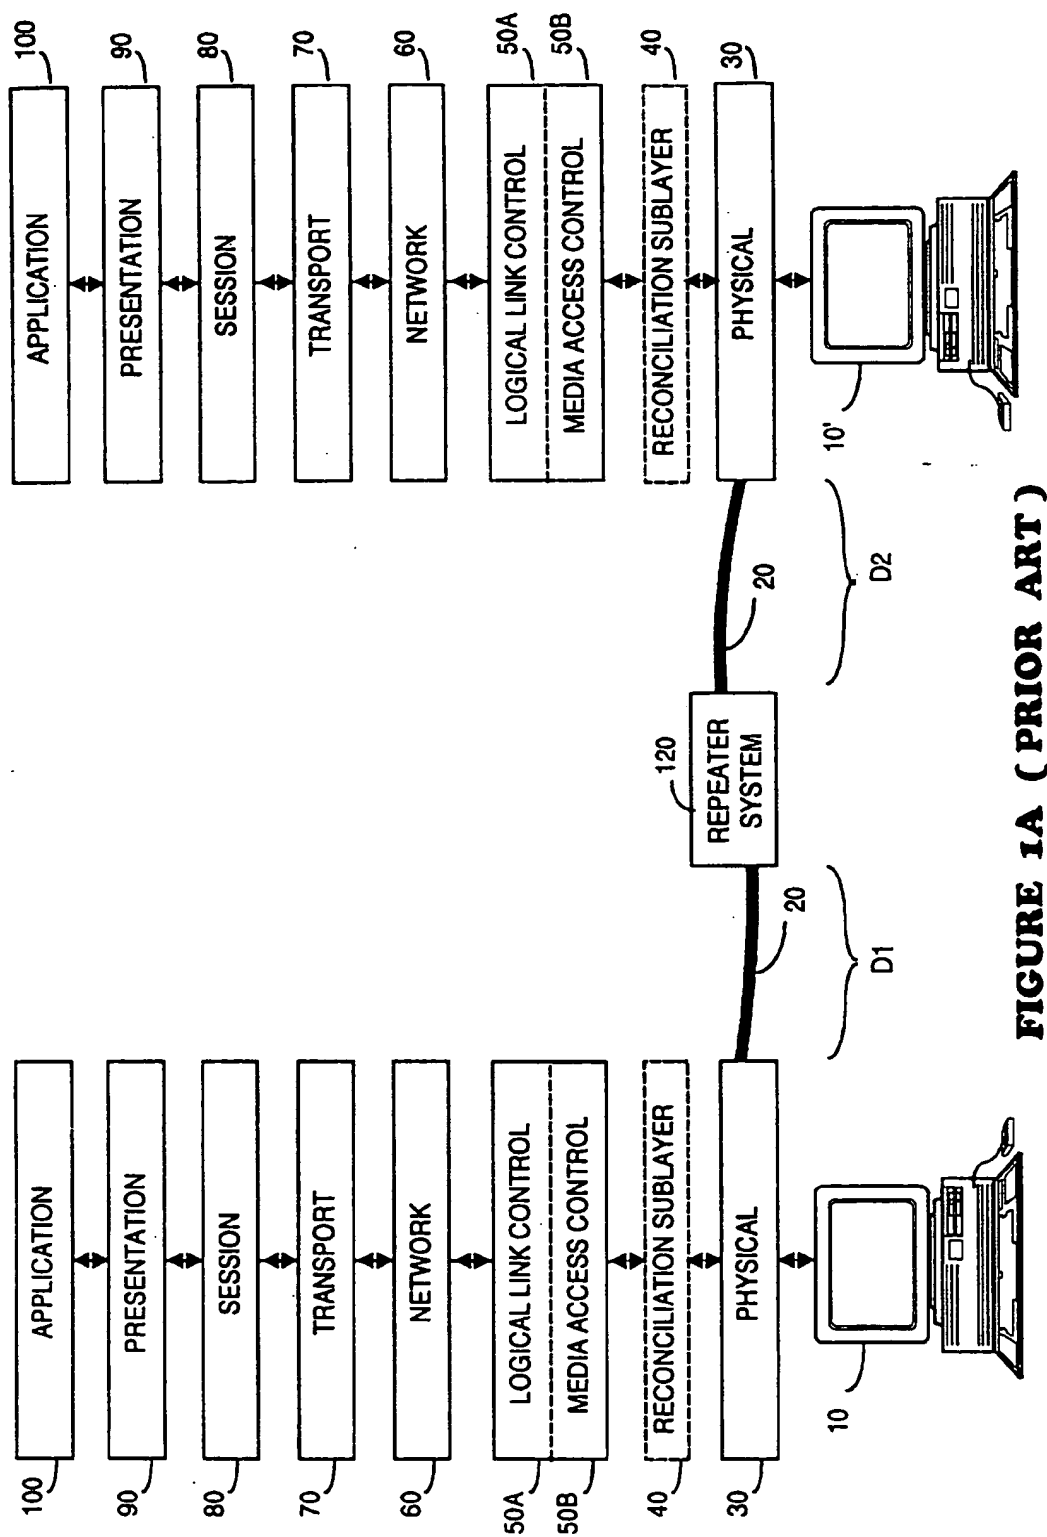 100
APPLICATION
90
PRESENTATION
80
SESSION
70
TRANSPORT
60
NETWORK
50A
LOGICAL LINK CONTROL
50B
MEDIA ACCESS CONTROL
40
RECONCILIATION SUBLAYER
30
PHYSICAL
10
20
D1
120
REPEATER
SYSTEM
20
D2
APPLICATION
100
PRESENTATION
90
SESSION
80
TRANSPORT
70
NETWORK
60
LOGICAL LINK CONTROL
50A
MEDIA ACCESS CONTROL
50B
RECONCILIATION SUBLAYER
40
PHYSICAL
30
10'
FIGURE 1A ( PRIOR ART )